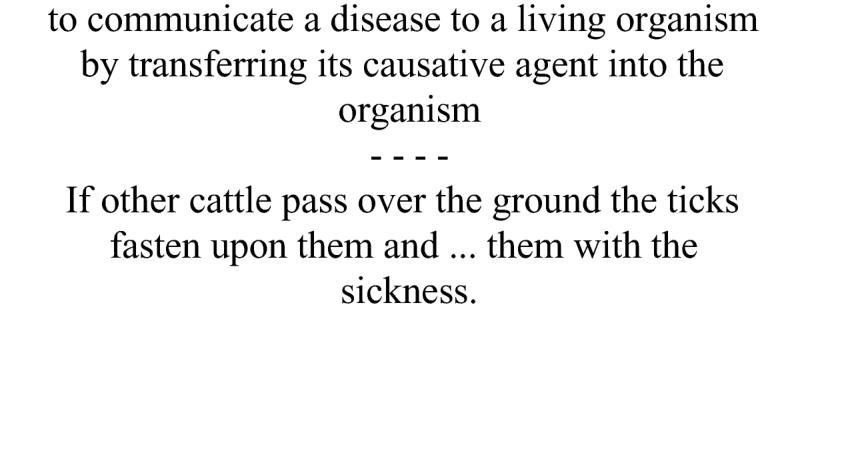 to communicate a disease to a living organism
by transferring its causative agent into the
organism
- - - -
If other cattle pass over the ground the ticks
fasten upon them and ... them with the
sickness.